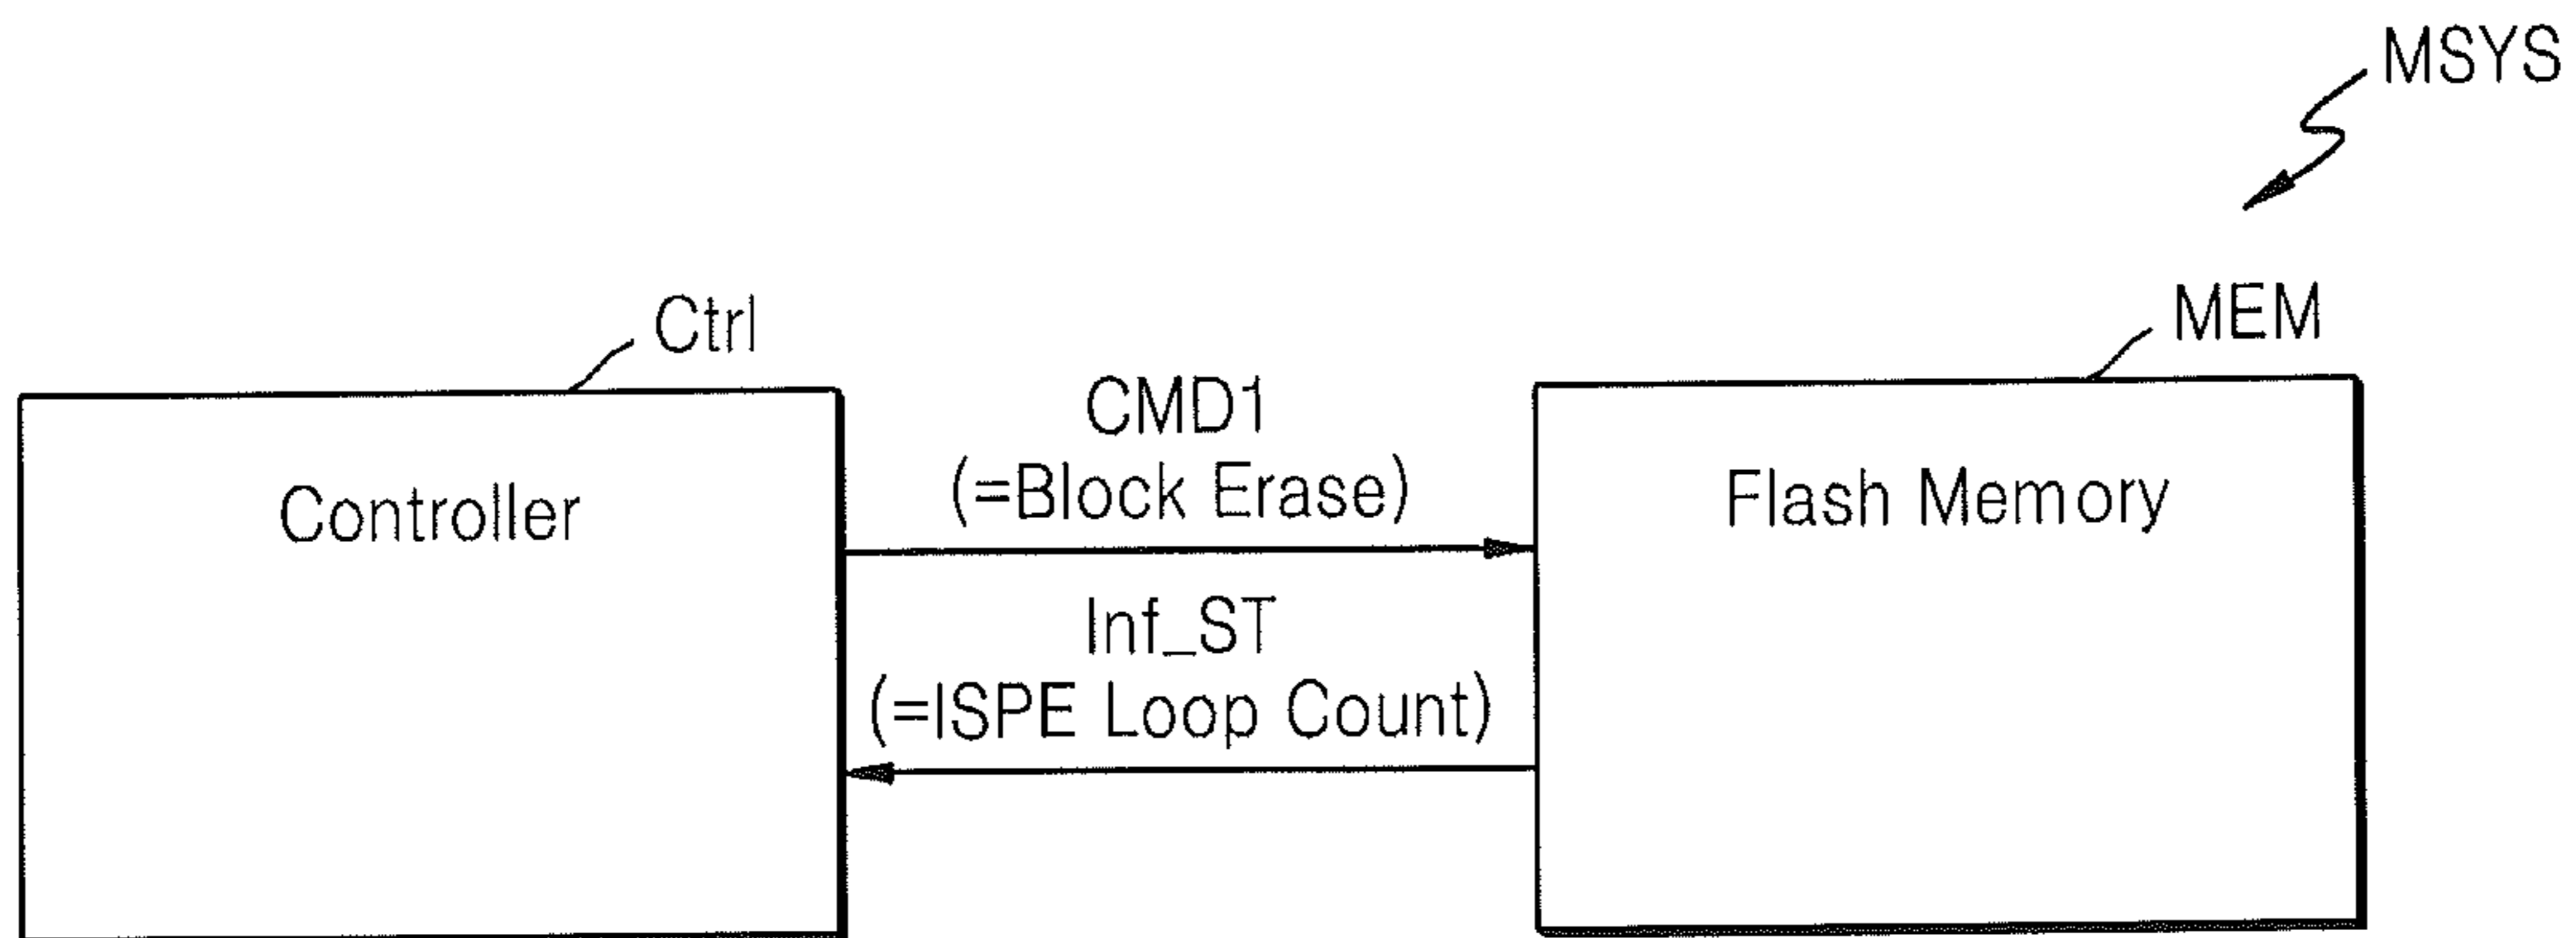 MSYS
Ctrl
MEM
CMD1
(=Block Erase)
Controller
Flash Memory
Inf_ST
(=ISPE Loop Count)